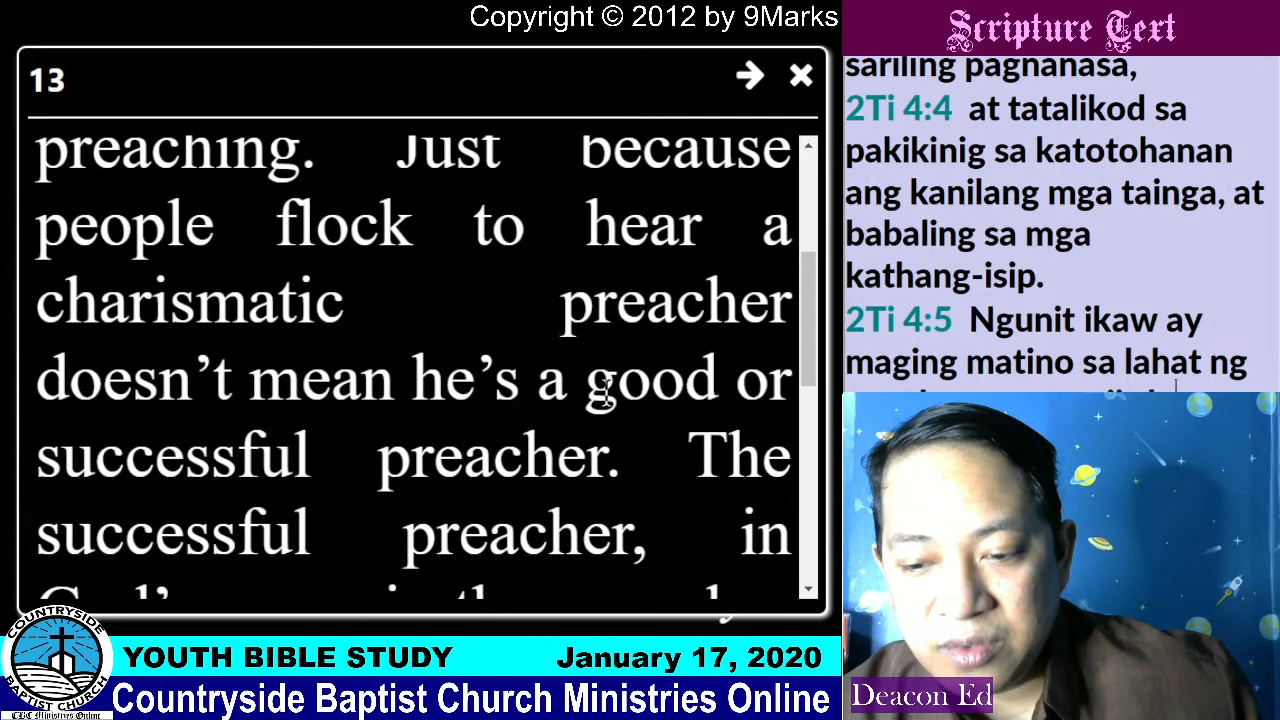 Copyright © 2012 by 9Marks
13
preaching. Just because
people flock to hear a
charismatic preacher
doesn’t mean he’s a good or
successful preacher. The
successful preacher, in
Scripture Text
sariling pagnanasa,
2Ti 4:4 at tatalikod sa
pakikinig sa katotohanan
ang kanilang mga tainga, at
babaling sa mga
kathang-isip.
2Ti 4:5 Ngunit ikaw ay
maging matino sa lahat ng
COUNTRYSIDE
BAPTIST CHURCH
CBC Ministries Online
YOUTH BIBLE STUDY January 17, 2020
Countryside Baptist Church Ministries Online
Deacon Ed